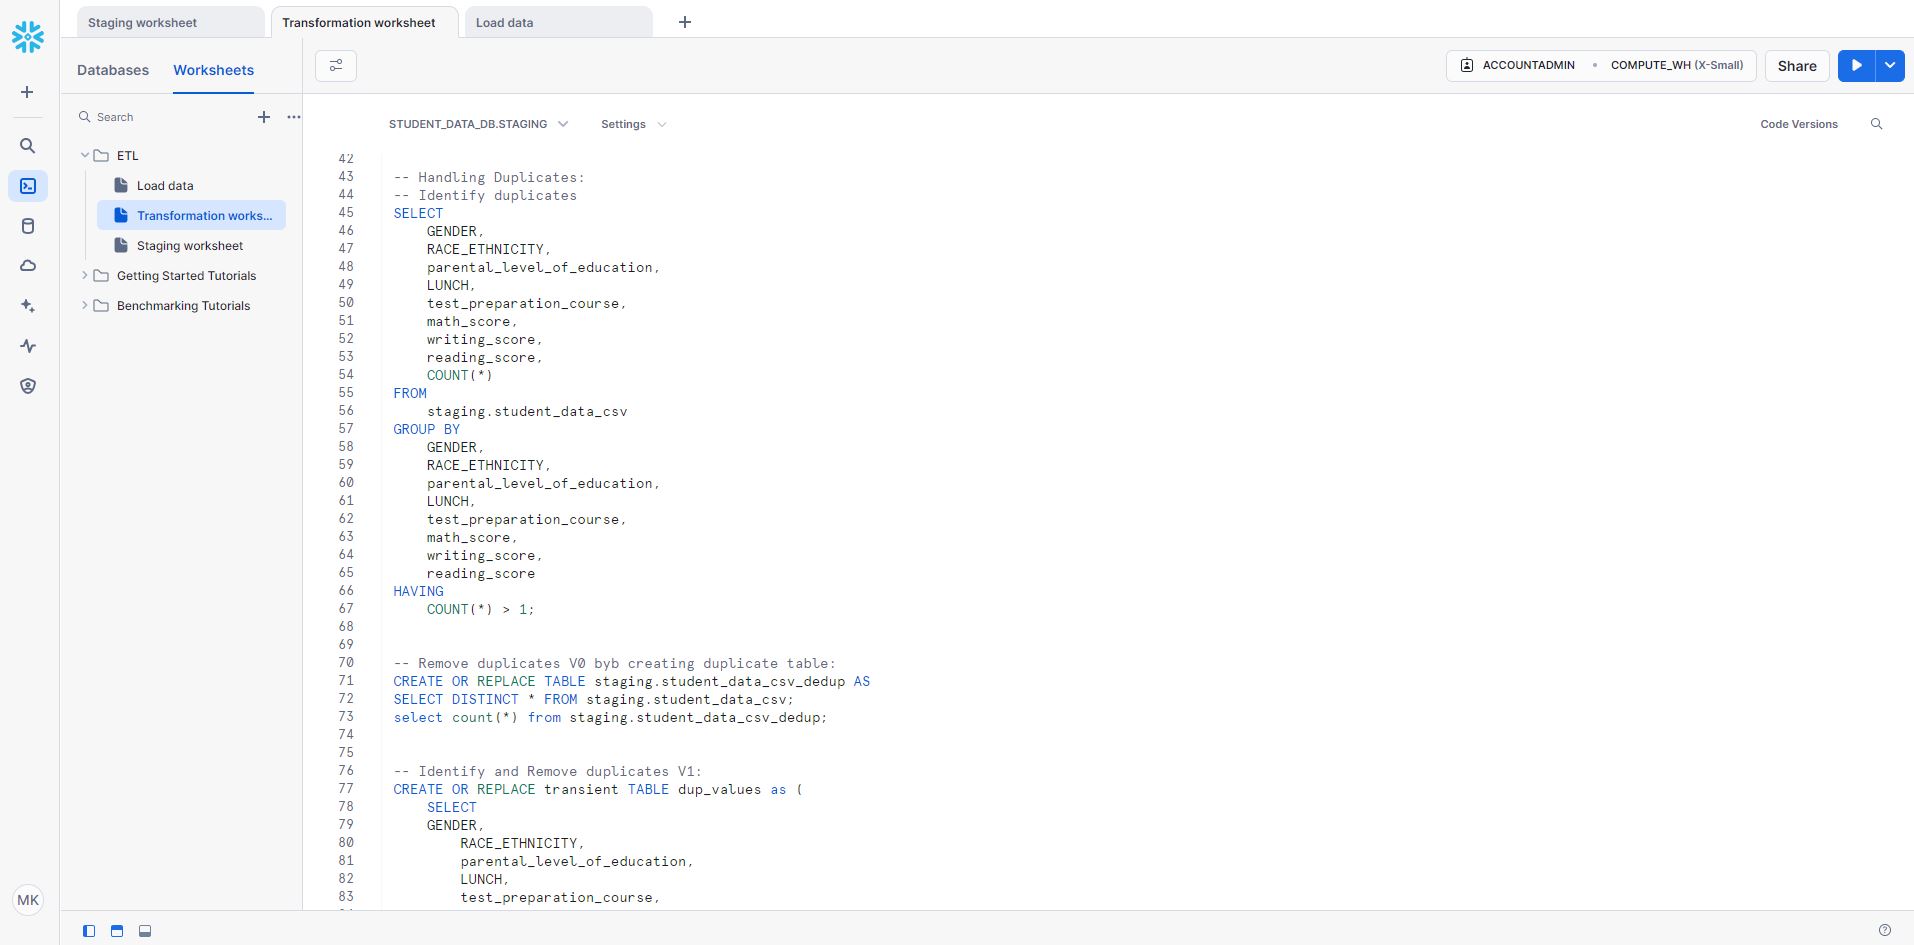 Staging worksheet
Transformation worksheet
Load data
Databases
Worksheets
ACCOUNTADMIN
COMPUTE_WH (X-Small)
Share
Search
STUDENT_DATA_DB.STAGING
Settings
Code Versions
ETL
Load data
Transformation works...
Staging worksheet
Getting Started Tutorials
Benchmarking Tutorials
MK
42
43 -- Handling Duplicates:
44 -- Identify duplicates
45 SELECT
46 GENDER,
47 RACE_ETHNICITY,
48 parental_level_of_education,
49 LUNCH,
50 test_preparation_course,
51 math_score,
52 writing_score,
53 reading_score,
54 COUNT(*)
55 FROM
56 staging.student_data_csv
57 GROUP BY
58 GENDER,
59 RACE_ETHNICITY,
60 parental_level_of_education,
61 LUNCH,
62 test_preparation_course,
63 math_score,
64 writing_score,
65 reading_score
66 HAVING
67 COUNT(*) > 1;
68
69
70 -- Remove duplicates V0 byb creating duplicate table:
71 CREATE OR REPLACE TABLE staging.student_data_csv_dedup AS
72 SELECT DISTINCT * FROM staging.student_data_csv;
73 select count(*) from staging.student_data_csv_dedup;
74
75
76 -- Identify and Remove duplicates V1:
77 CREATE OR REPLACE transient TABLE dup_values as (
78 SELECT
79 GENDER,
80 RACE_ETHNICITY,
81 parental_level_of_education,
82 LUNCH,
83 test_preparation_course,